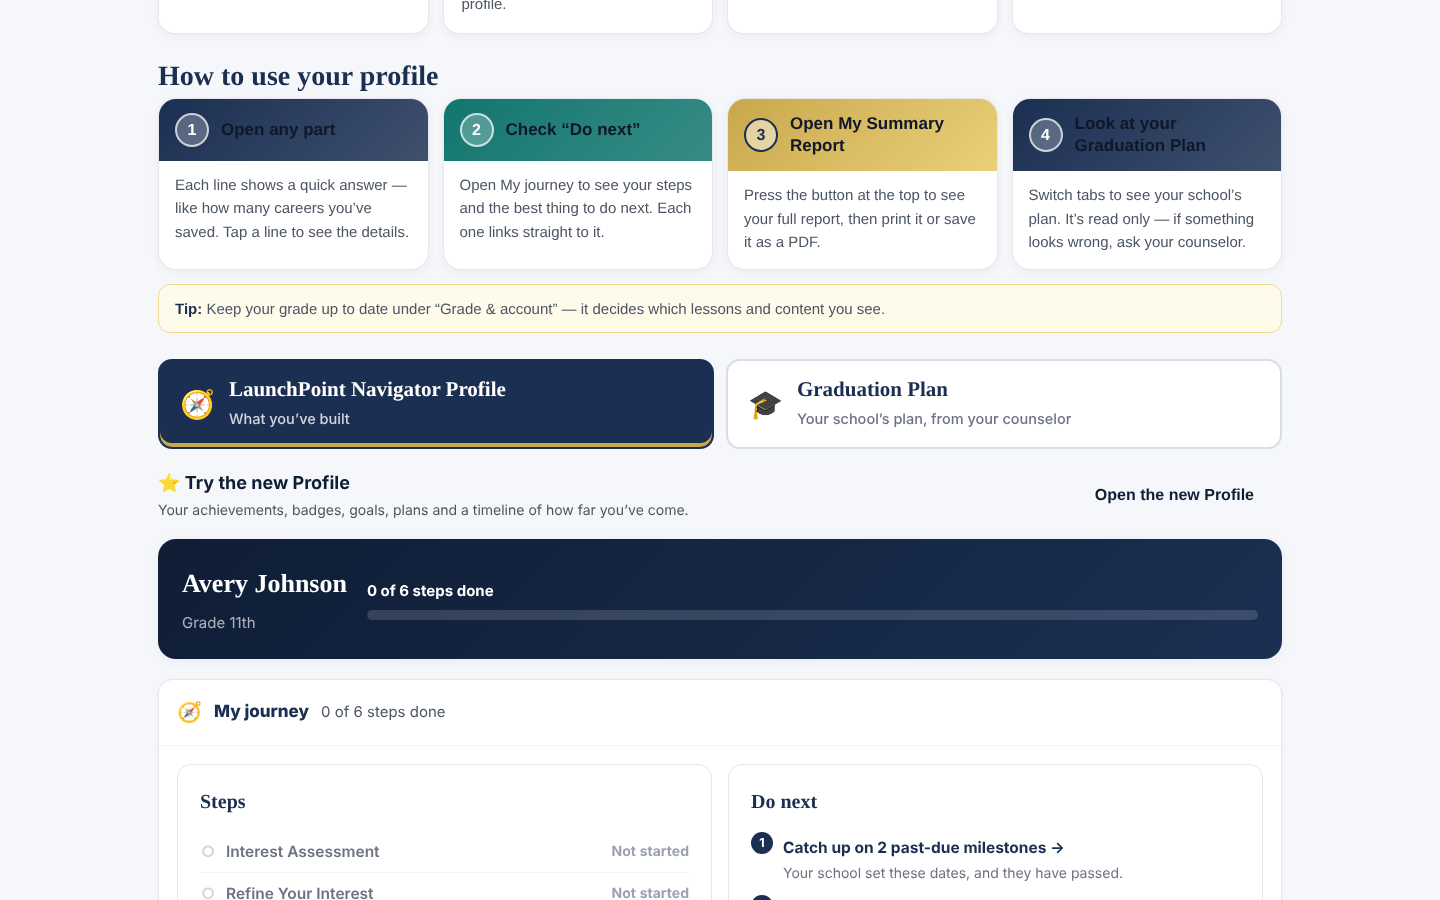 profile.
How to use your profile
1
Open any part
Each line shows a quick answer —
like how many careers you’ve
saved. Tap a line to see the details.
2
Check “Do next”
Open My journey to see your steps
and the best thing to do next. Each
one links straight to it.
3
Open My Summary
Report
Press the button at the top to see
your full report, then print it or save
it as a PDF.
4
Look at your
Graduation Plan
Switch tabs to see your school’s
plan. It’s read only — if something
looks wrong, ask your counselor.
Tip: Keep your grade up to date under “Grade & account” — it decides which lessons and content you see.
LaunchPoint Navigator Profile
What you’ve built
Graduation Plan
Your school’s plan, from your counselor
Try the new Profile
Your achievements, badges, goals, plans and a timeline of how far you’ve come.
Open the new Profile
Avery Johnson
Grade 11th
0 of 6 steps done
My journey 0 of 6 steps done
Steps
Interest Assessment Not started
Refine Your Interest Not started
Do next
1 Catch up on 2 past-due milestones →
Your school set these dates, and they have passed.